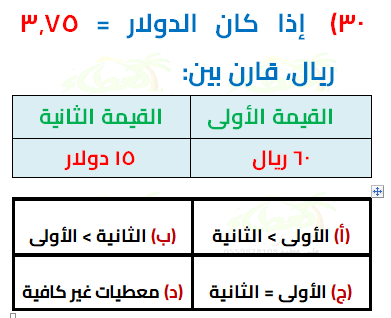 ٣٠) إذا كان الدولار = ٣,٧٥
ريال، قارن بين:
القيمة الأولى القيمة الثانية
٦٠ ريال ١٥ دولار
(أ) الأولى > الثانية (ب) الثانية > الأولى
(ج) الأولى = الثانية (د) معطيات غير كافية